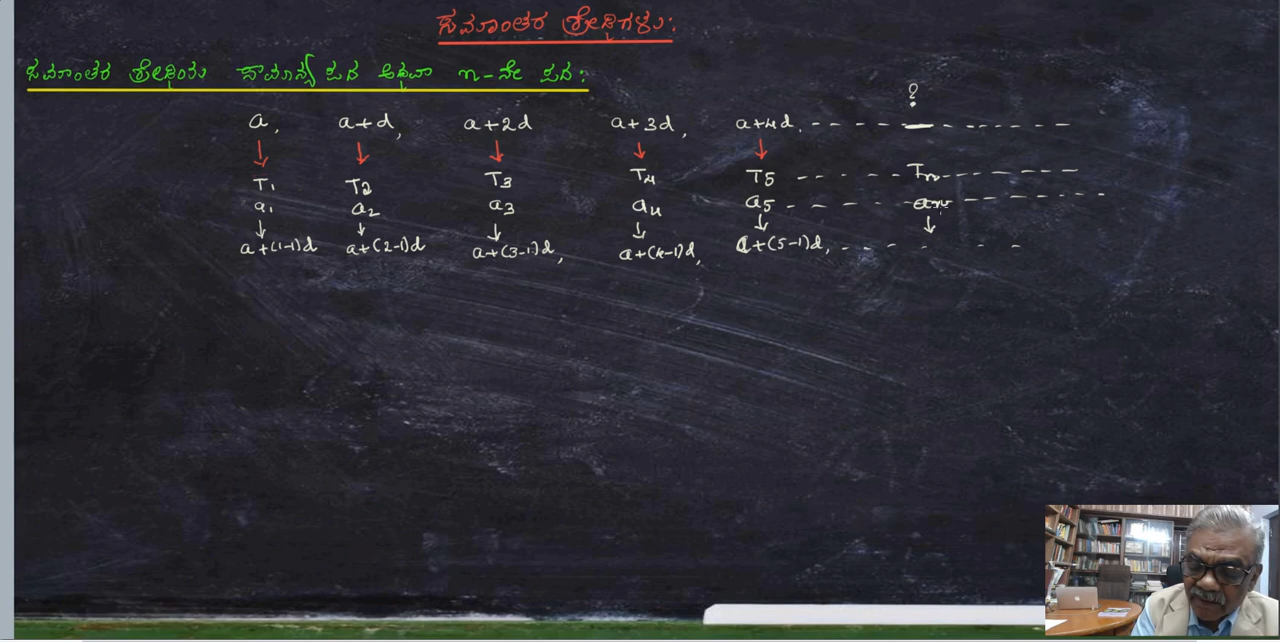 ಸಮಾಂತರ ಶ್ರೇಢಿಗಳು:
ಸಮಾಂತರ ಶ್ರೇಢಿಯ ಸಾಮಾನ್ಯ ಪದ ಅಥವಾ n-ನೇ ಪದ:
?
a, a+d, a+2d a+3d, a+4d, - - - - - - - - - -
↓ ↓ ↓ ↓ ↓
T₁ T₂ T₃ T₄ T₅ - - - - - Tₙ - - - - - -
a₁ a₂ a₃ a₄ a₅ - - - - - aₙ - - - - - -
↓ ↓ ↓ ↓ ↓ ↓
a+(1-1)d a+(2-1)d a+(3-1)d, a+(4-1)d, a+(5-1)d, - - - - - -